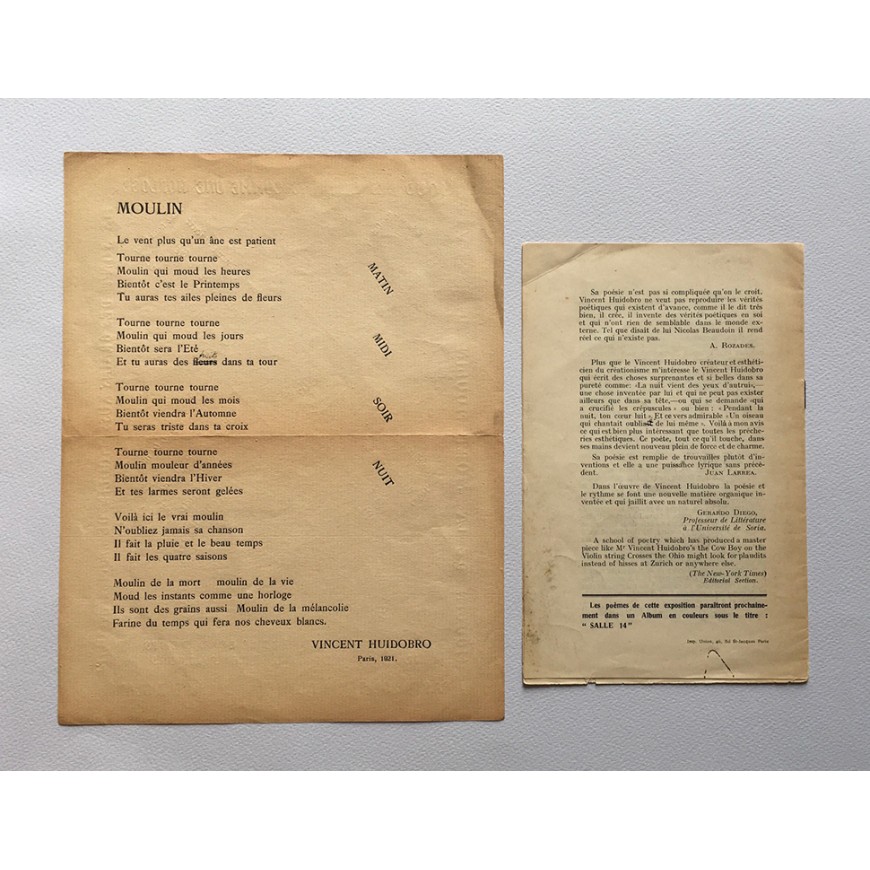 MOULIN
Le vent plus qu'un âne est patient
Tourne tourne tourne
Moulin qui moud les heures
Bientôt c'est le Printemps
Tu auras tes ailes pleines de fleurs
MATIN
Tourne tourne tourne
Moulin qui moud les jours
Bientôt sera l'Eté
Et tu auras des fleurs dans ta tour
MIDI
Tourne tourne tourne
Moulin qui moud les mois
Bientôt viendra l'Automne
Tu seras triste dans ta croix
SOIR
Tourne tourne tourne
Moulin mouleur d'années
Bientôt viendra l'Hiver
Et tes larmes seront gelées
NUIT
Voilà ici le vrai moulin
N'oubliez jamais sa chanson
Il fait la pluie et le beau temps
Il fait les quatre saisons
Moulin de la mort moulin de la vie
Moud les instants comme une horloge
Ils sont des grains aussi Moulin de la mélancolie
Farine du temps qui fera nos cheveux blancs.
VINCENT HUIDOBRO
Paris, 1921.
Sa poésie n'est pas si compliquée qu'on le croit.
Vincent Huidobro ne veut pas reproduire les vérités
poétiques qui existent d'avance, comme il le dit très
bien, il crée, il invente des vérités poétiques en soi
et qui n'ont rien de semblable dans le monde ex-
terne. Tel que disait de lui Nicolas Beauduin il rend
réel ce qui n'existe pas.
A. ROZADES.
Plus que le Vincent Huidobro créateur et esthéti-
cien du créationisme m'intéresse le Vincent Huidobro
qui écrit des choses surprenantes et si belles dans sa
pureté comme: «La nuit vient des yeux d'autrui»,—
une chose inventée par lui et qui ne peut pas exister
ailleurs que dans sa tête,—ou qui se demande «qui
a crucifié les crépuscules» ou bien : «Pendant la
nuit, ton cœur luit». Et ce vers admirable «Un oiseau
qui chantait oubliait de lui même». Voilà à mon avis
ce qui est bien plus intéressant que toutes les prêche-
ries esthétiques. Ce poéte, tout ce qu'il touche, dans
ses mains devient nouveau plein de force et de charme.
Sa poésie est remplie de trouvailles plutôt d'in-
ventions et elle a une puissance lyrique sans précé-
dent. JUAN LARREA.
Dans l'œuvre de Vincent Huidobro la poésie et
le rythme se font une nouvelle matière organique in-
ventée et qui jaillit avec un naturel absolu.
GERARDO DIEGO,
Professeur de Littérature
à l'Université de Soria.
A school of poetry which has produced a master
piece like Mr Vincent Huidobro's the Cow Boy on the
Violin string Crosses the Ohio might look for plaudits
instead of hisses at Zurich or anywhere else.
(The New-York Times)
Editorial Section.
Les poèmes de cette exposition paraîtront prochaine-
ment dans un Album en couleurs sous le titre :
" SALLE 14"
Imp. Union, 46, Bd St-Jacques Paris